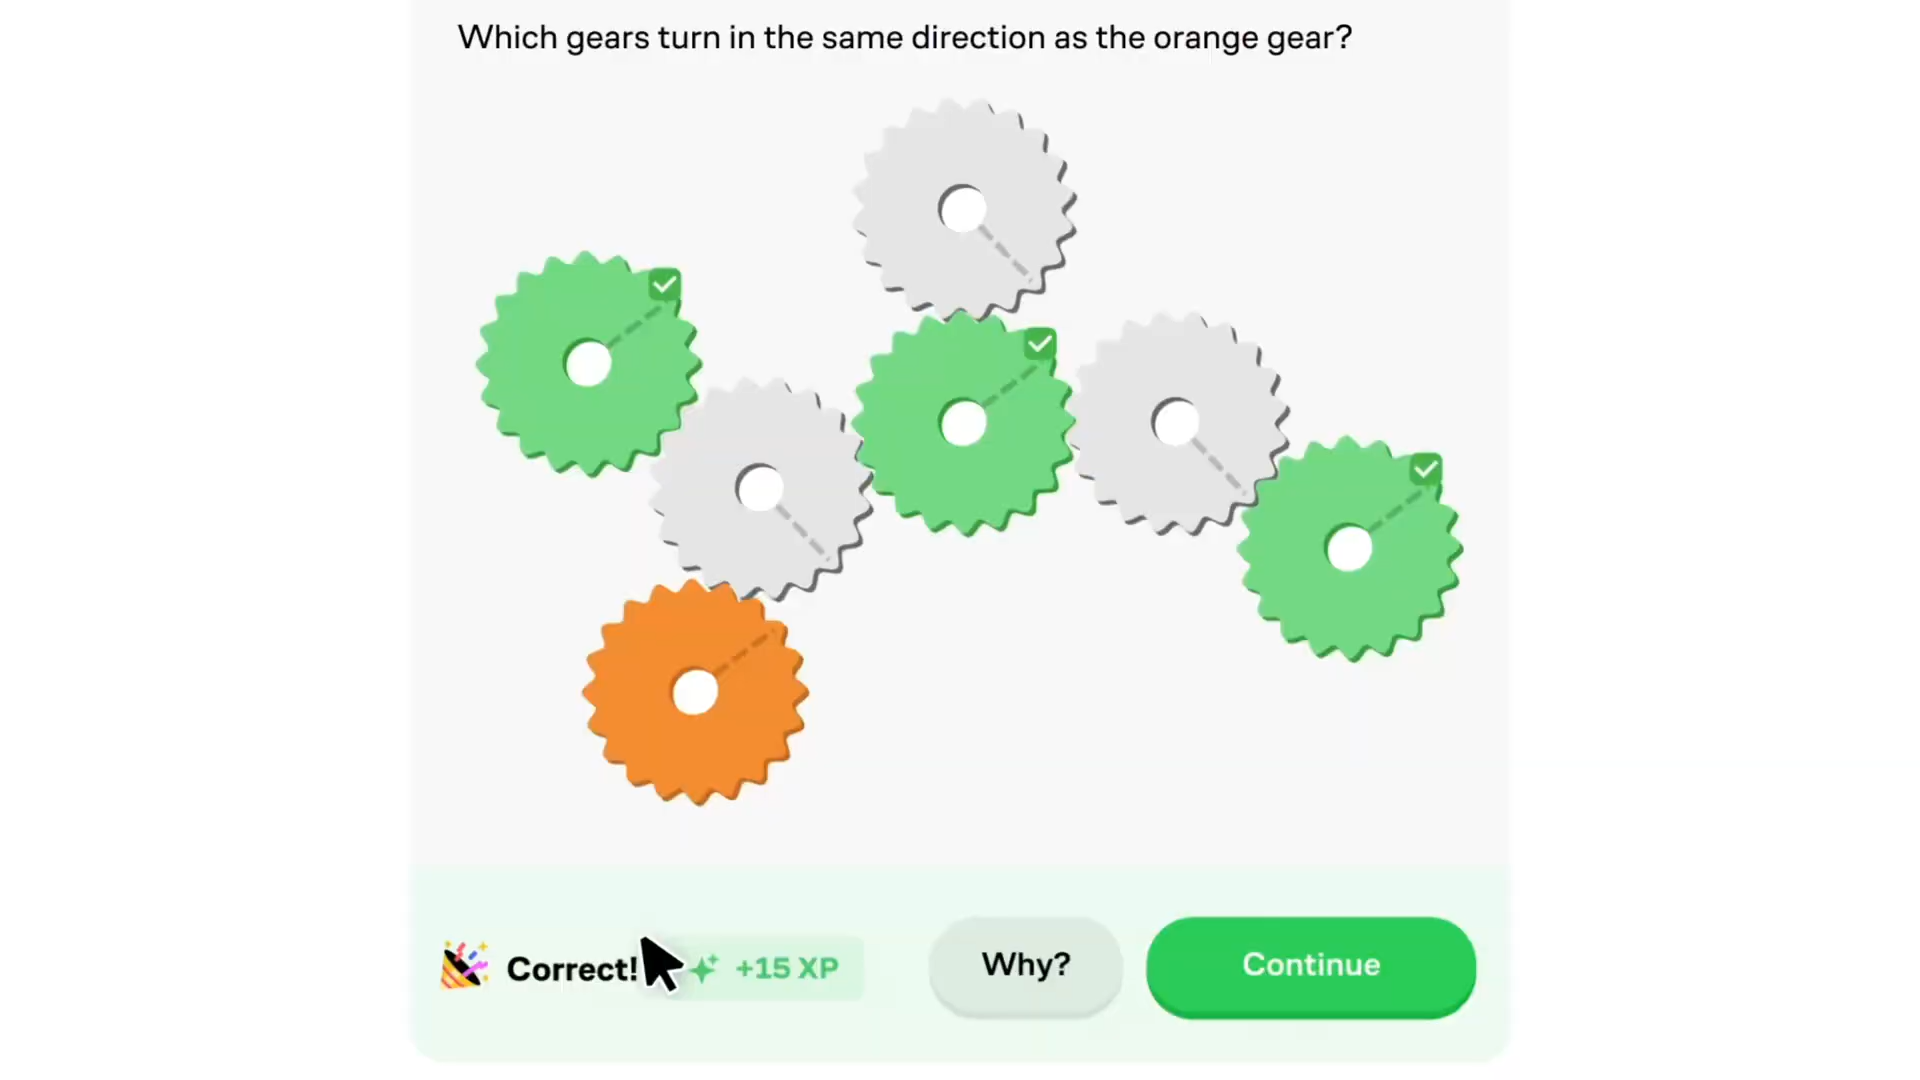 Which gears turn in the same direction as the orange gear?
Correct! +15 XP Why? Continue